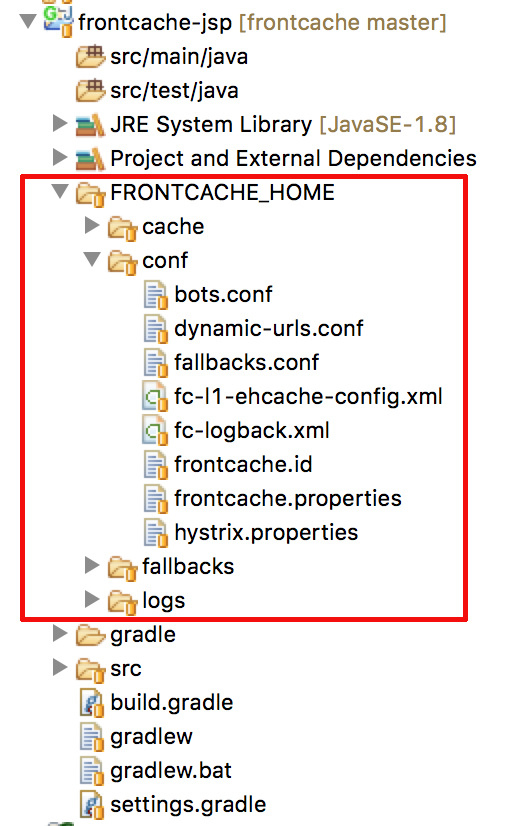 frontcache-jsp [frontcache master]
src/main/java
src/test/java
JRE System Library [JavaSE-1.8]
Project and External Dependencies
FRONTCACHE_HOME
cache
conf
bots.conf
dynamic-urls.conf
fallbacks.conf
fc-l1-ehcache-config.xml
fc-logback.xml
frontcache.id
frontcache.properties
hystrix.properties
fallbacks
logs
gradle
src
build.gradle
gradlew
gradlew.bat
settings.gradle